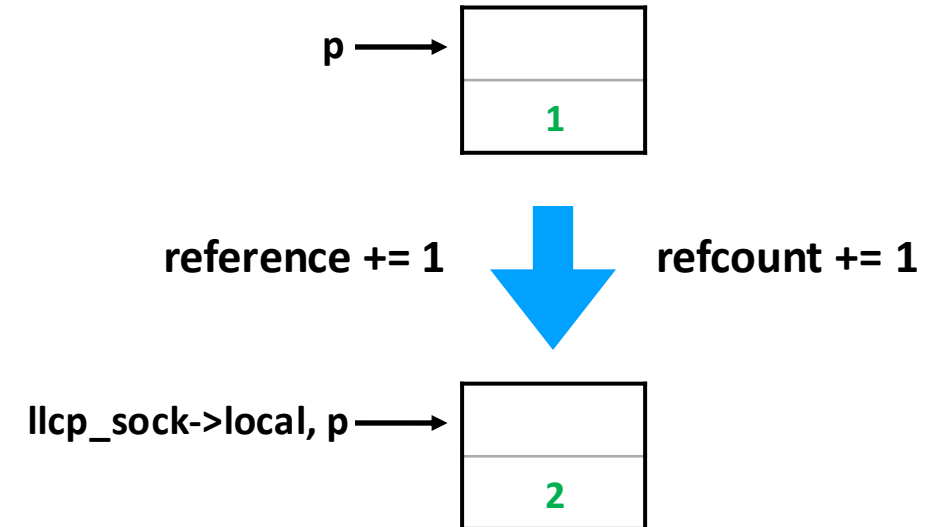 p
1
reference += 1
refcount += 1
llcp_sock->local, p
2